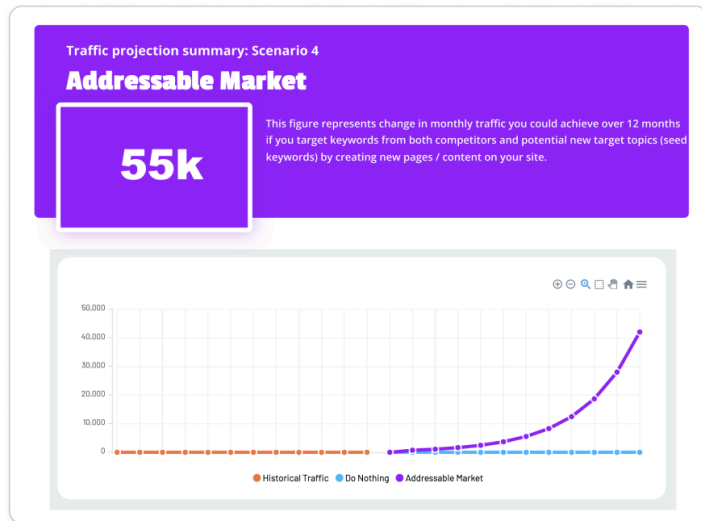 Traffic projection summary: Scenario 4
Addressable Market
55k
This figure represents change in monthly traffic you could achieve over 12 months
if you target keywords from both competitors and potential new target topics (seed
keywords) by creating new pages / content on your site.
50,000
40,000
30,000
20,000
10,000
0
Historical Traffic Do Nothing Addressable Market